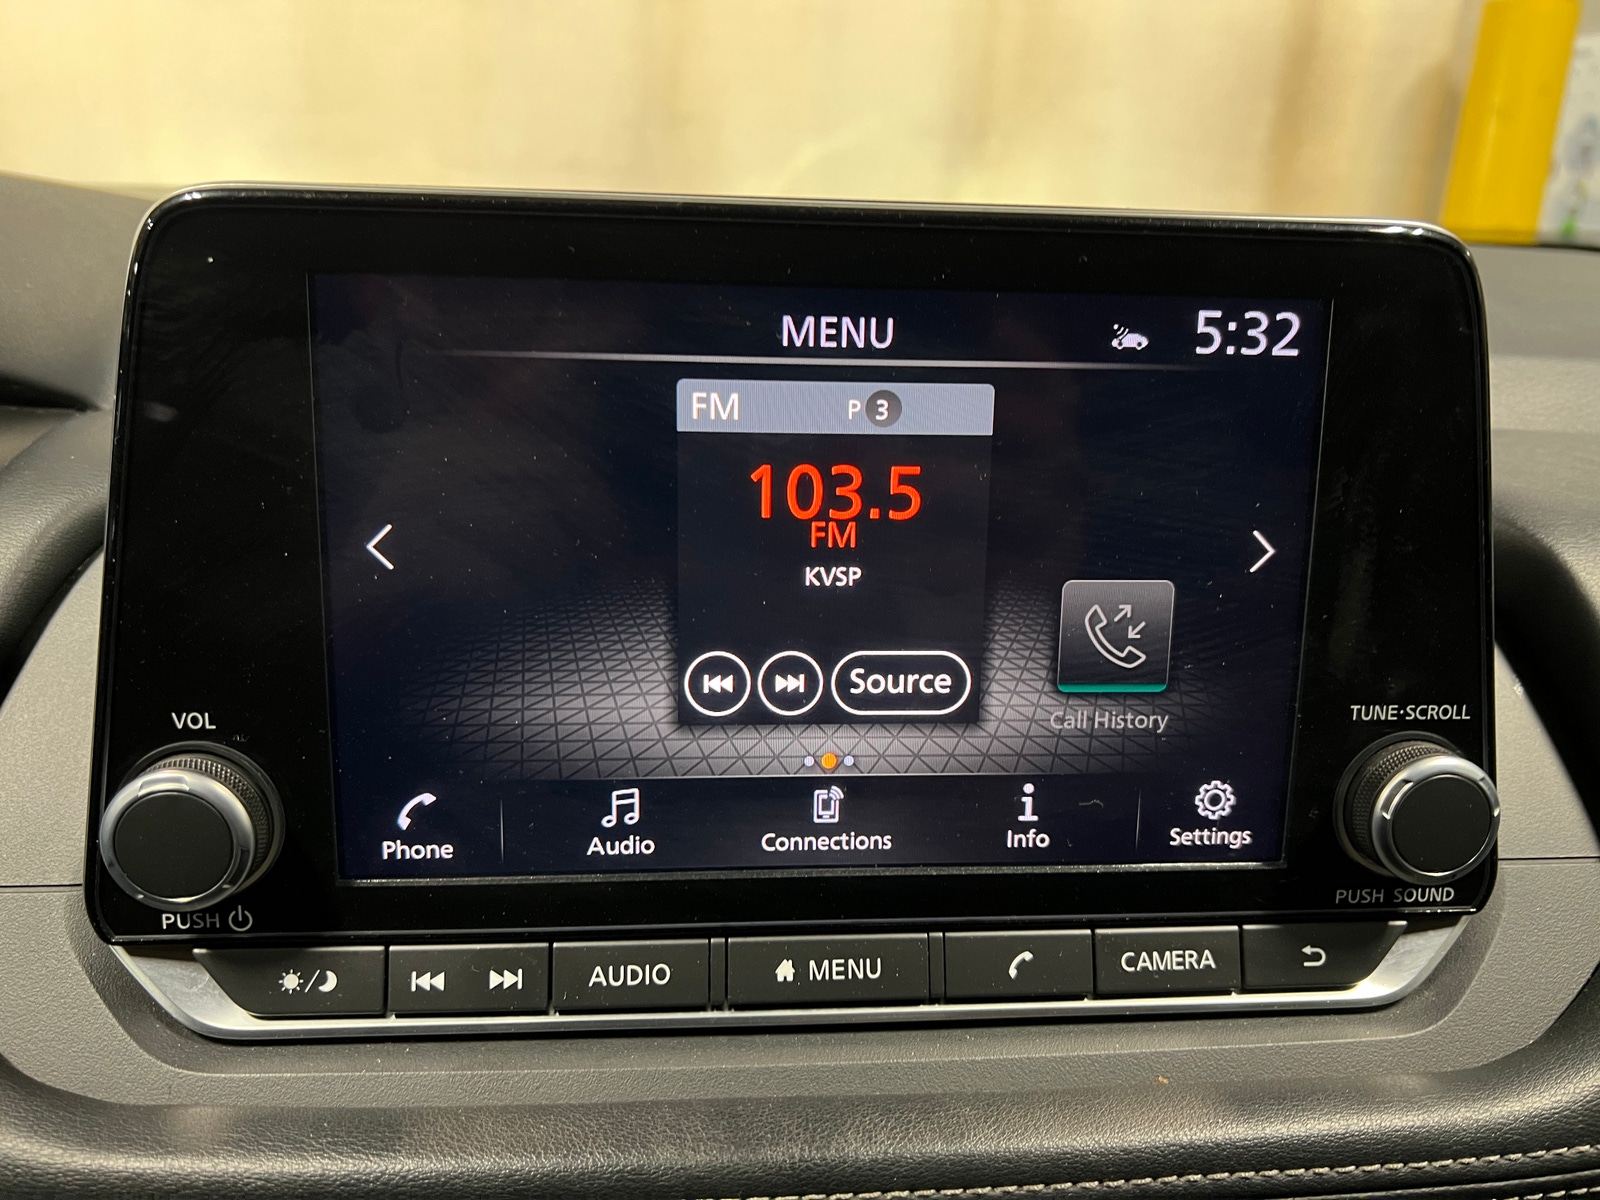 MENU
5:32
FM P 3
103.5
FM
KVSP
Source
Call History
VOL
TUNE·SCROLL
Phone
Audio
Connections
Info
Settings
PUSH
PUSH SOUND
AUDIO
MENU
CAMERA